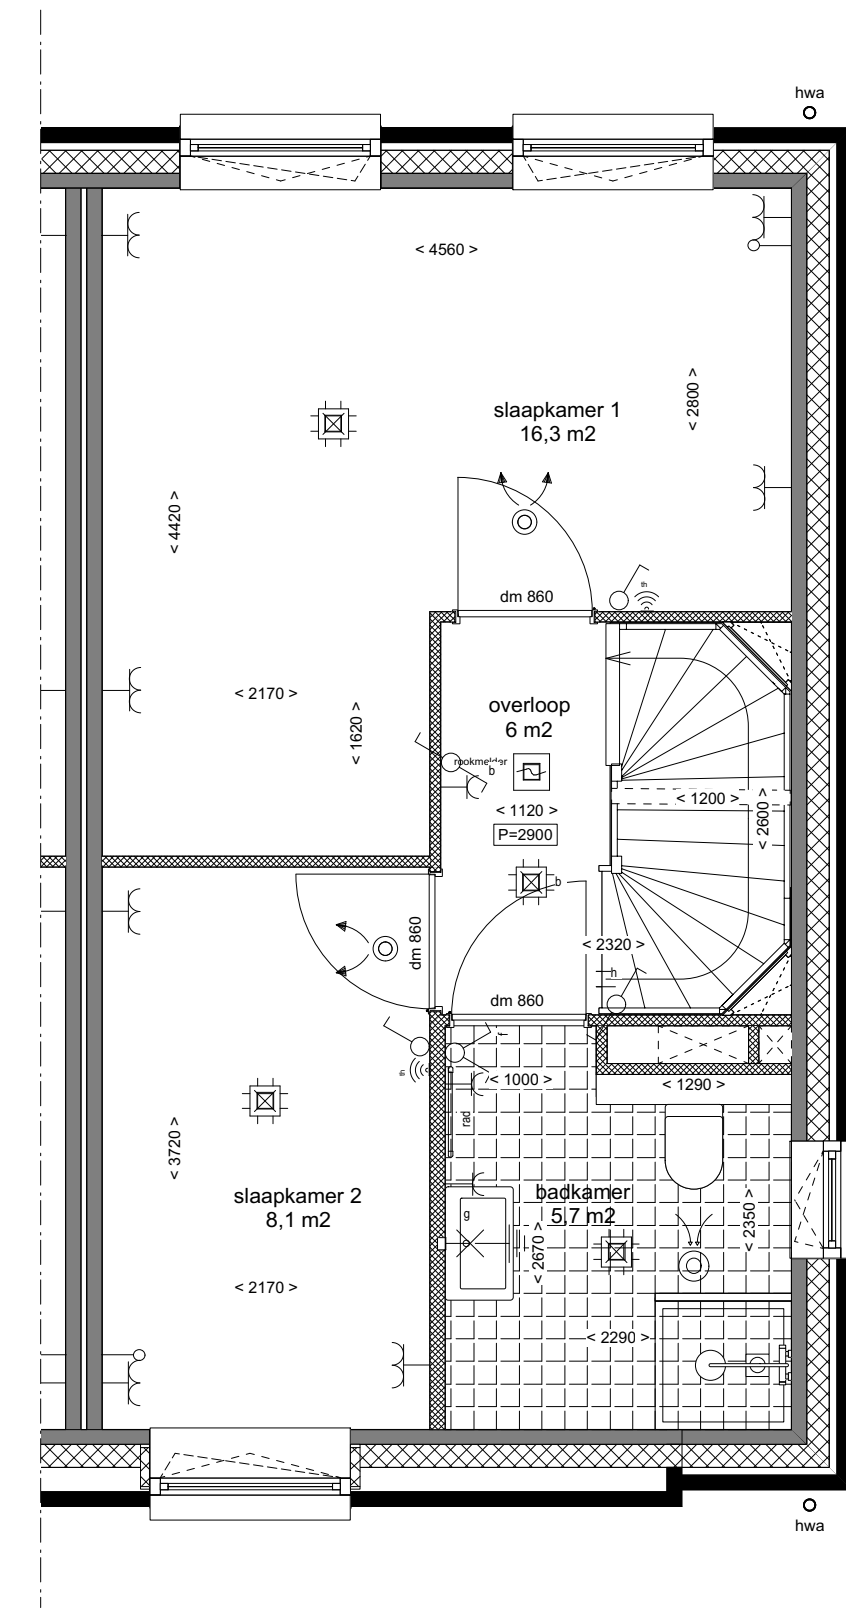 hwa
< 4560 >
< 2800 >
slaapkamer 1
16,3 m2
< 4420 >
dm 860
th
< 2170 >
< 1620 >
overloop
6 m2
rookmelder
b
< 1120 >
P=2900
< 1200 >
< 2600 >
b
dm 860
< 2320 >
h
dm 860
f
th
< 1000 >
< 1290 >
rad
< 3720 >
slaapkamer 2
8,1 m2
badkamer
5,7 m2
g
< 2350 >
< 2670 >
< 2170 >
< 2290 >
hwa